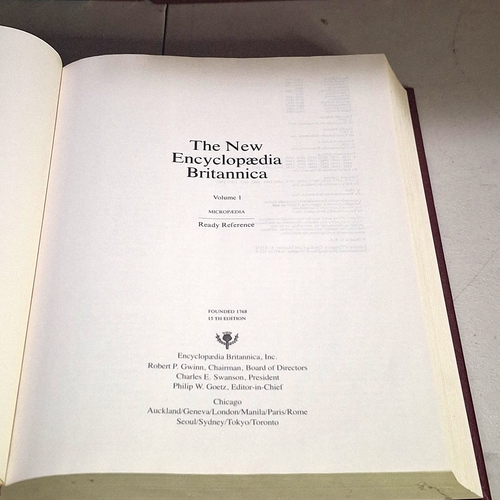 The New
Encyclopædia
Britannica
Volume 1
MICROPÆDIA
Ready Reference
FOUNDED 1768
15 TH EDITION
Encyclopædia Britannica, Inc.
Robert P. Gwinn, Chairman, Board of Directors
Charles E. Swanson, President
Philip W. Goetz, Editor-in-Chief
Chicago
Auckland/Geneva/London/Manila/Paris/Rome
Seoul/Sydney/Tokyo/Toronto